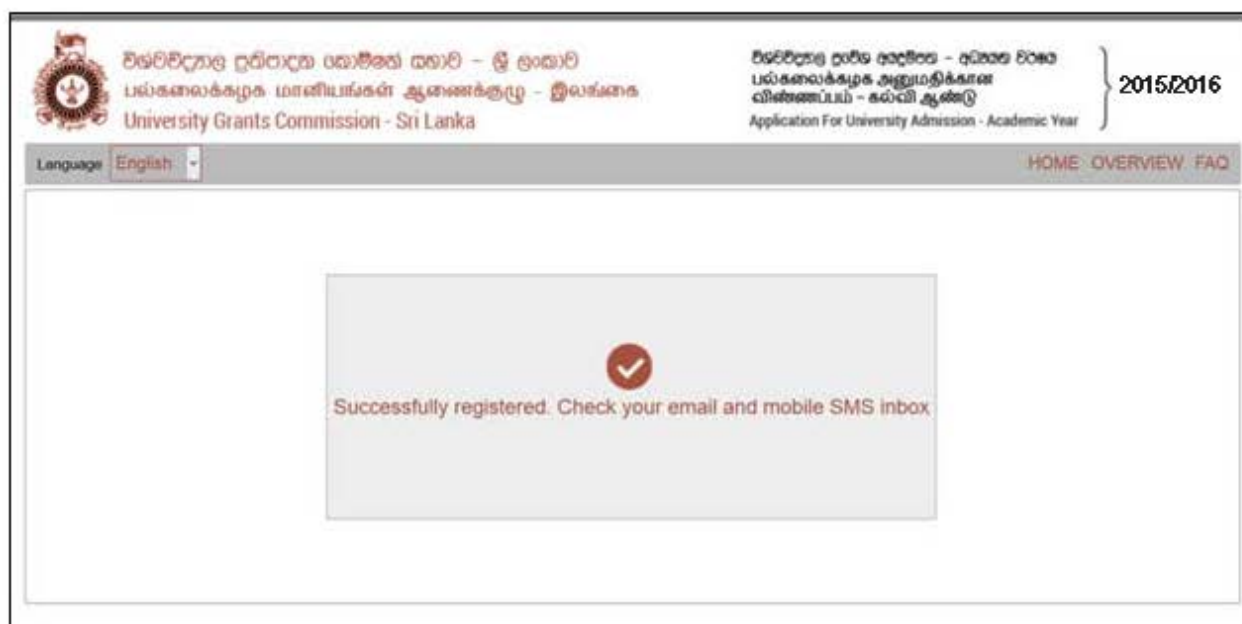 විශ්වවිද්‍යාල ප්‍රතිපාදන කොමිෂන් සභාව - ශ්‍රී ලංකාව
பல்கலைக்கழக மானியங்கள் ஆணைக்குழு - இலங்கை
University Grants Commission - Sri Lanka
විශ්වවිද්‍යාල ප්‍රවේශ අයදුම්පත - අධ්‍යයන වර්ෂය
பல்கலைக்கழக அனுமதிக்கான
விண்ணப்பம் - கல்வி ஆண்டு
Application For University Admission - Academic Year
2015/2016
Language English
HOME OVERVIEW FAQ
Successfully registered. Check your email and mobile SMS inbox